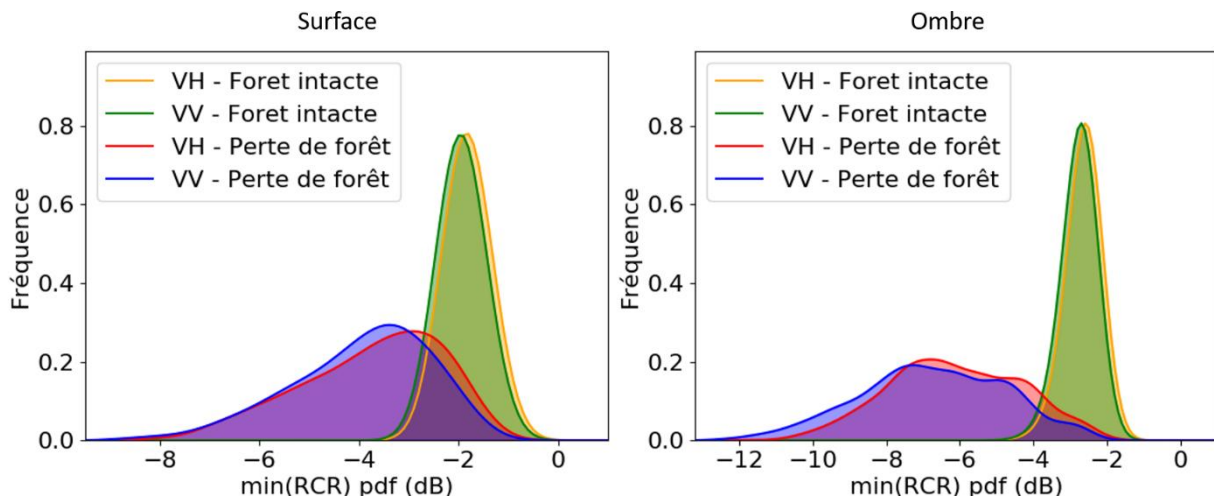 Surface
VH - Foret intacte
VV - Foret intacte
VH - Perte de forêt
VV - Perte de forêt
0.8
0.6
0.4
0.2
0.0
Fréquence
−8 −6 −4 −2 0
min(RCR) pdf (dB)
Ombre
VH - Foret intacte
VV - Foret intacte
VH - Perte de forêt
VV - Perte de forêt
0.8
0.6
0.4
0.2
0.0
Fréquence
−12 −10 −8 −6 −4 −2 0
min(RCR) pdf (dB)